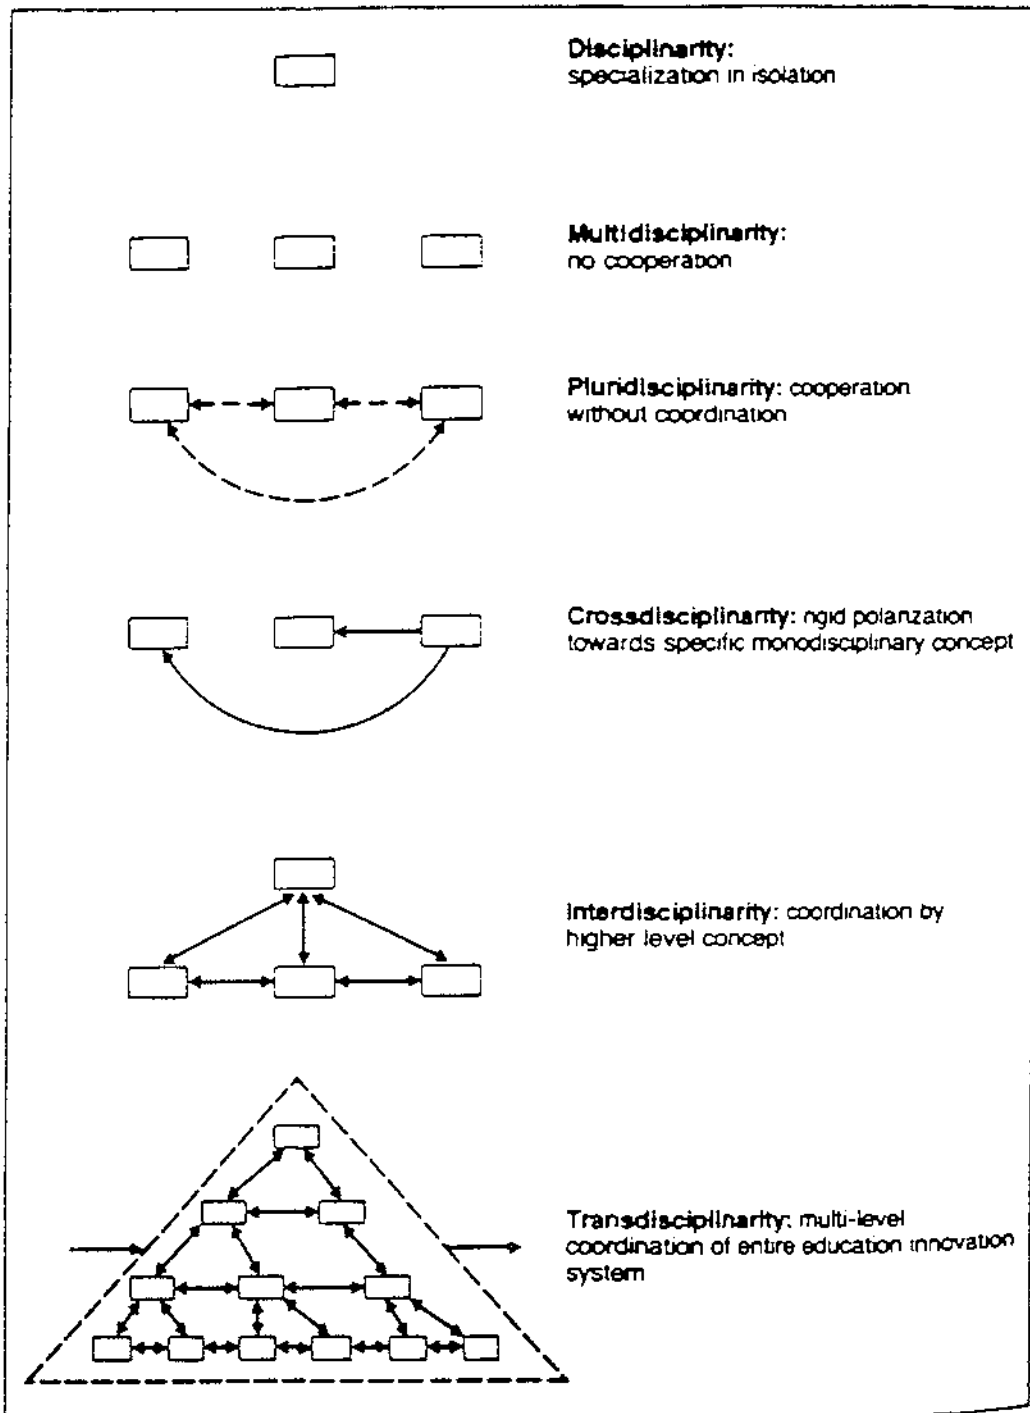 Disciplinarity:
specialization in isolation
Multidisciplinarity:
no cooperation
Pluridisciplinarity: cooperation
without coordination
Crossdisciplinarity: rigid polarization
towards specific monodisciplinary concept
Interdisciplinarity: coordination by
higher level concept
Transdisciplinarity: multi-level
coordination of entire education innovation
system